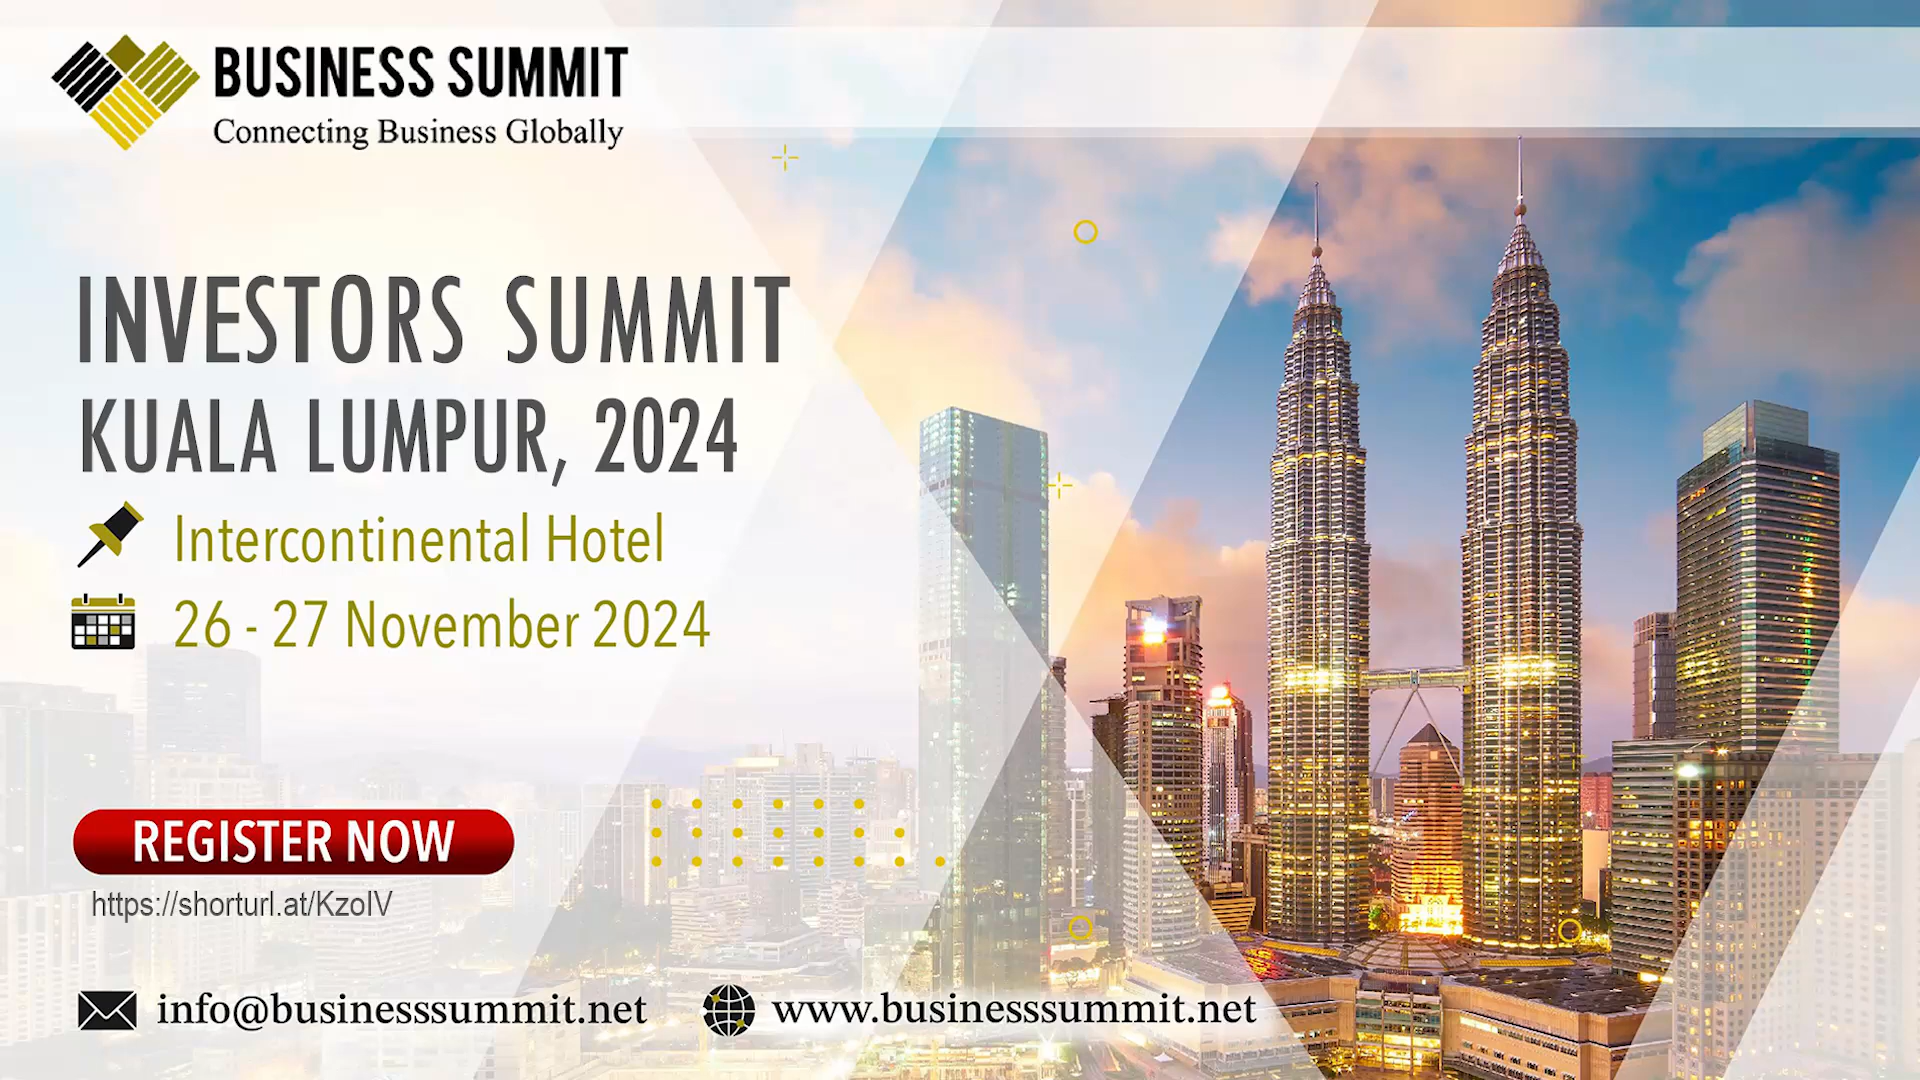 BUSINESS SUMMIT
Connecting Business Globally
INVESTORS SUMMIT
KUALA LUMPUR, 2024
Intercontinental Hotel
26 - 27 November 2024
REGISTER NOW
https://shorturl.at/KzolV
info@businesssummit.net
www.businesssummit.net